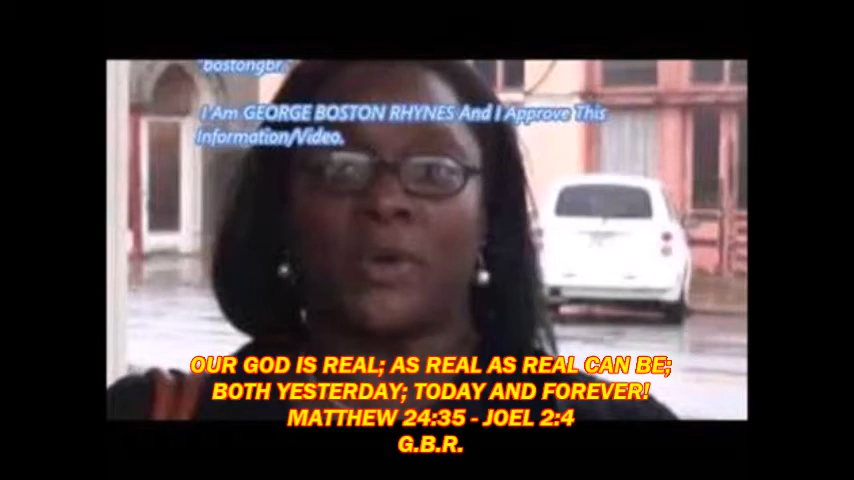 "bostongbr."
I Am GEORGE BOSTON RHYNES And I Approve This
Information/Video.
OUR GOD IS REAL; AS REAL AS REAL CAN BE;
BOTH YESTERDAY; TODAY AND FOREVER!
MATTHEW 24:35 - JOEL 2:4
G.B.R.